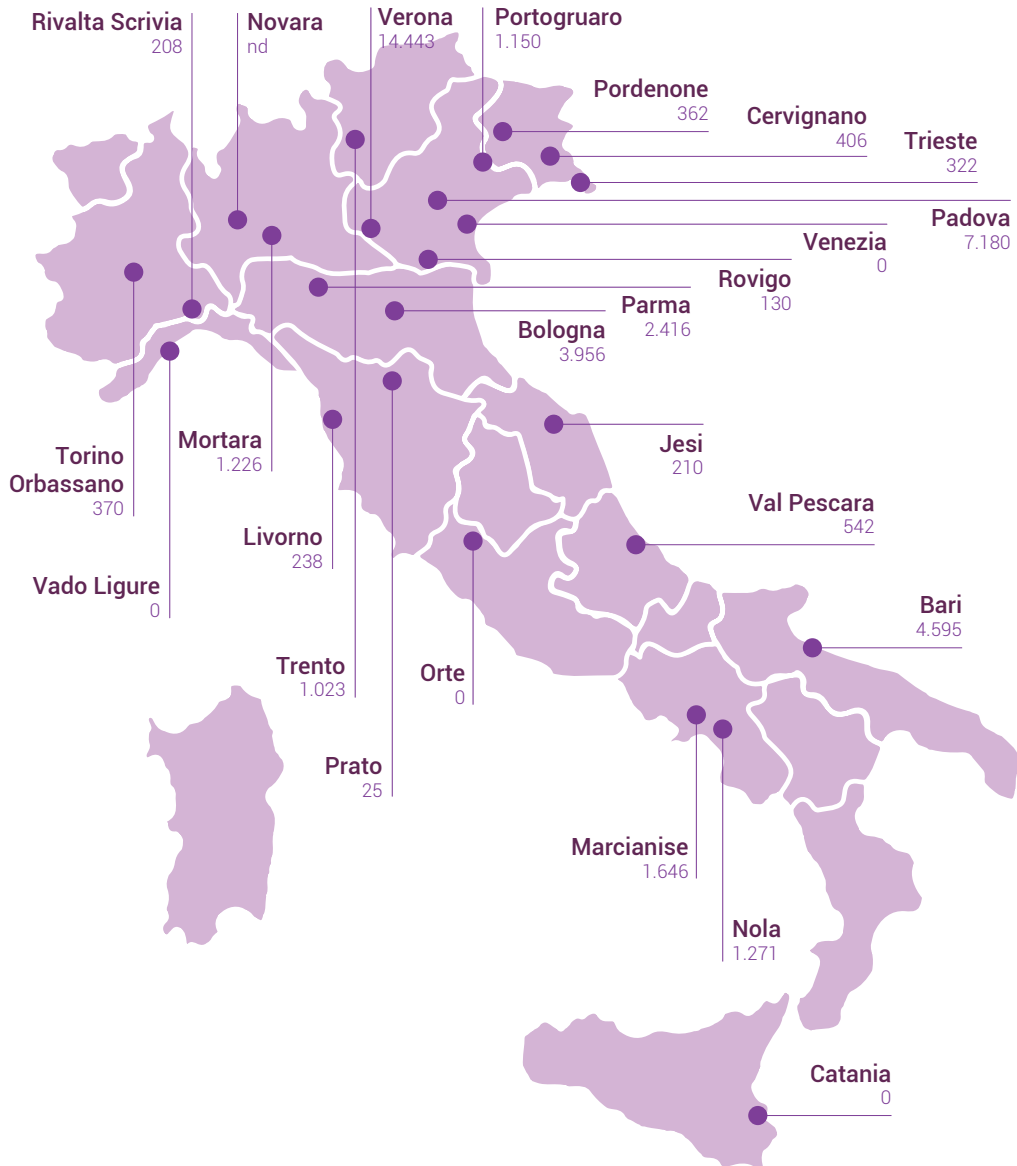 Rivalta Scrivia
208
Novara
nd
Verona
14.443
Portogruaro
1.150
Pordenone
362
Cervignano
406
Trieste
322
Padova
7.180
Venezia
0
Rovigo
130
Parma
2.416
Bologna
3.956
Jesi
210
Mortara
1.226
Torino
Orbassano
370
Val Pescara
542
Livorno
238
Vado Ligure
0
Bari
4.595
Trento
1.023
Orte
0
Prato
25
Marcianise
1.646
Nola
1.271
Catania
0